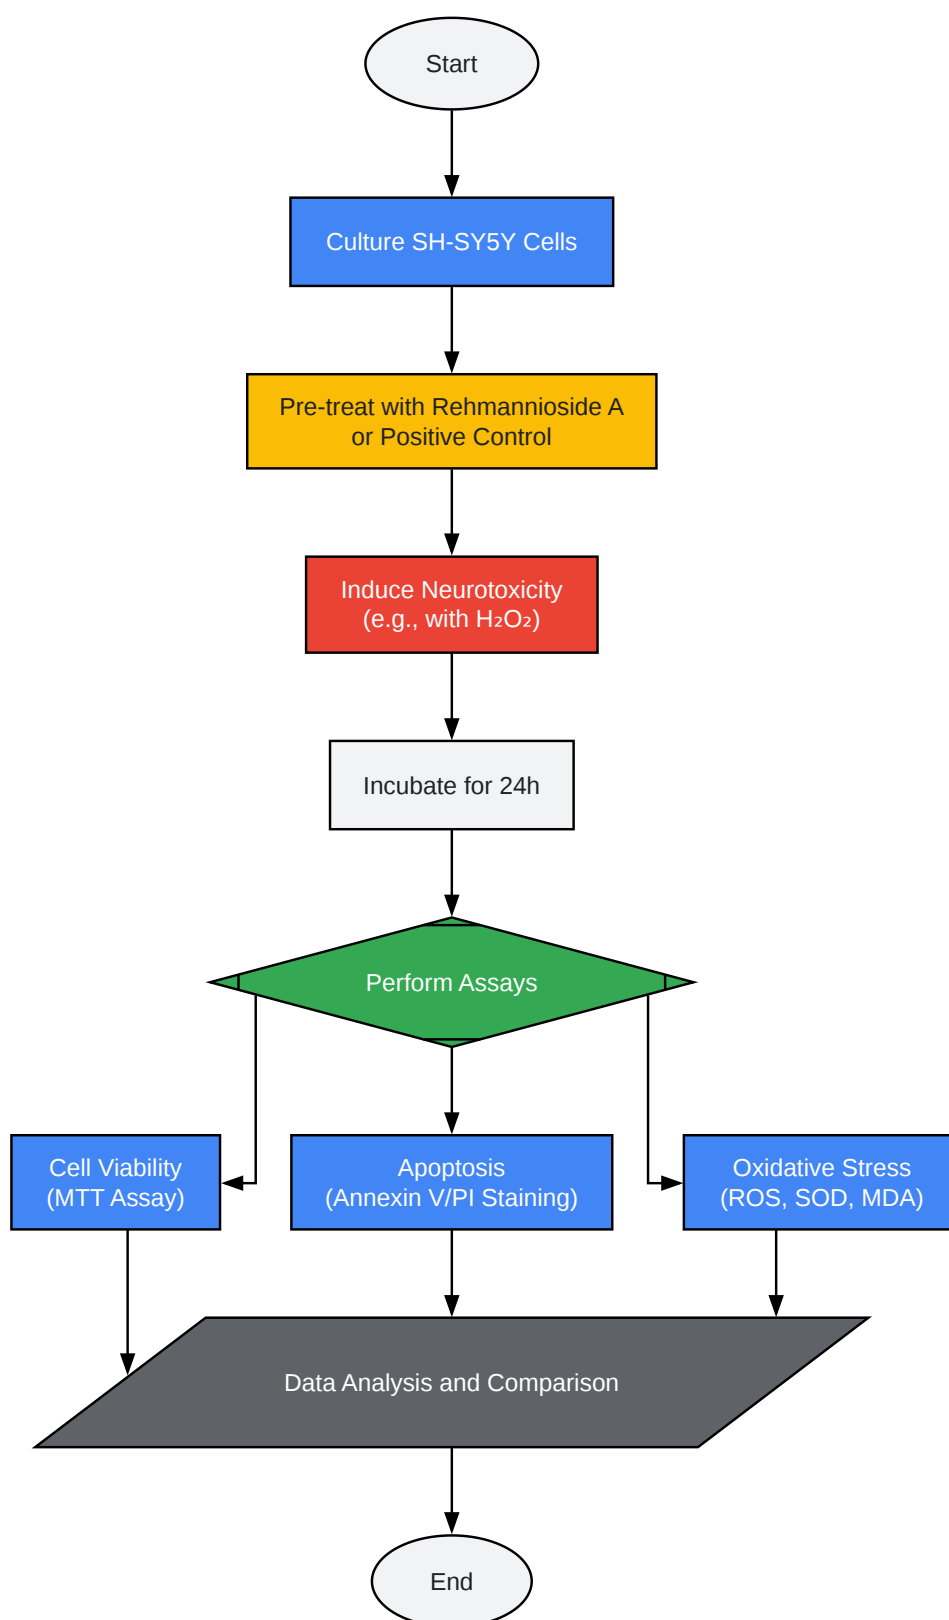 Start
Culture SH-SY5Y Cells
Pre-treat with Rehmannioside A
or Positive Control
Induce Neurotoxicity
(e.g., with H₂O₂)
Incubate for 24h
Perform Assays
Cell Viability
(MTT Assay)
Apoptosis
(Annexin V/PI Staining)
Oxidative Stress
(ROS, SOD, MDA)
Data Analysis and Comparison
End